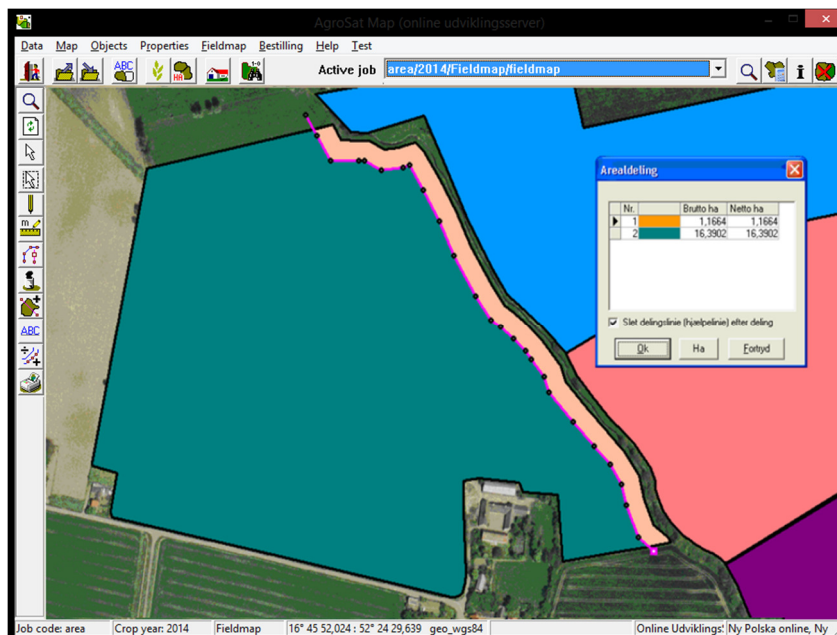 AgroSat Map (online udviklingsserver)
Data Map Objects Properties Fieldmap Bestilling Help Test
ABC HA 1-0 Active job area/2014/Fieldmap/fieldmap
m
ABC
Arealdeling
Nr. Brutto ha Netto ha
1 1,1664 1,1664
2 16,3902 16,3902
Slet delingslinie (hjælpelinie) efter deling
Ok Ha Fortryd
Job code: area Crop year: 2014 Fieldmap 16° 45 52,024 : 52° 24 29,639 geo_wgs84 Online Udviklings! Ny Polska online, Ny